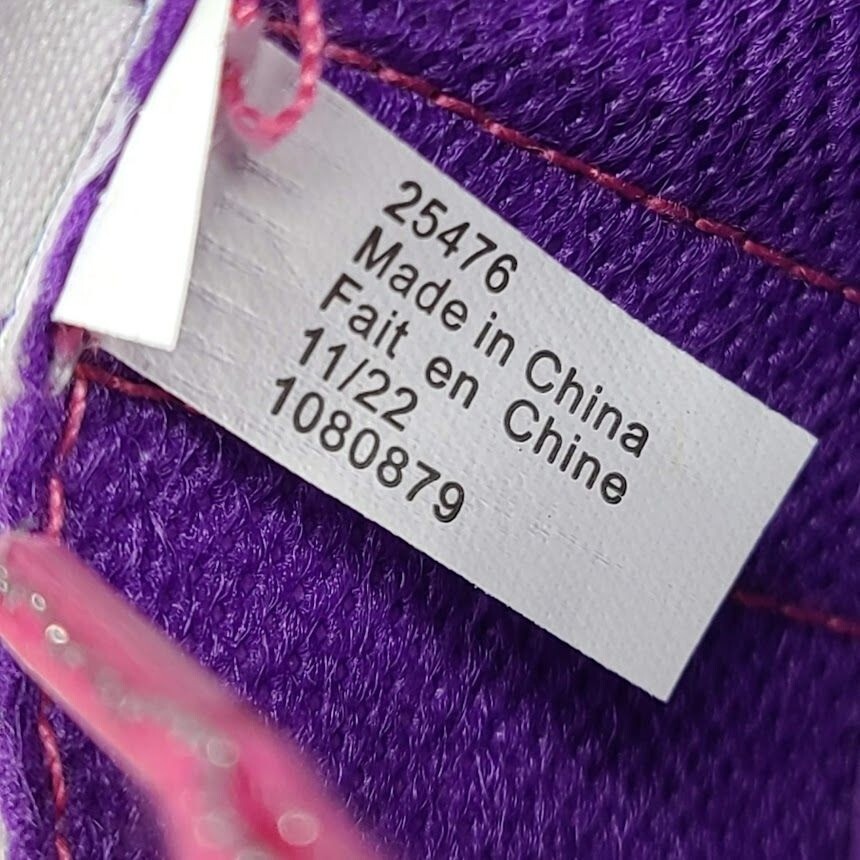 25476
Made in China
Fait en Chine
11/22
1080879